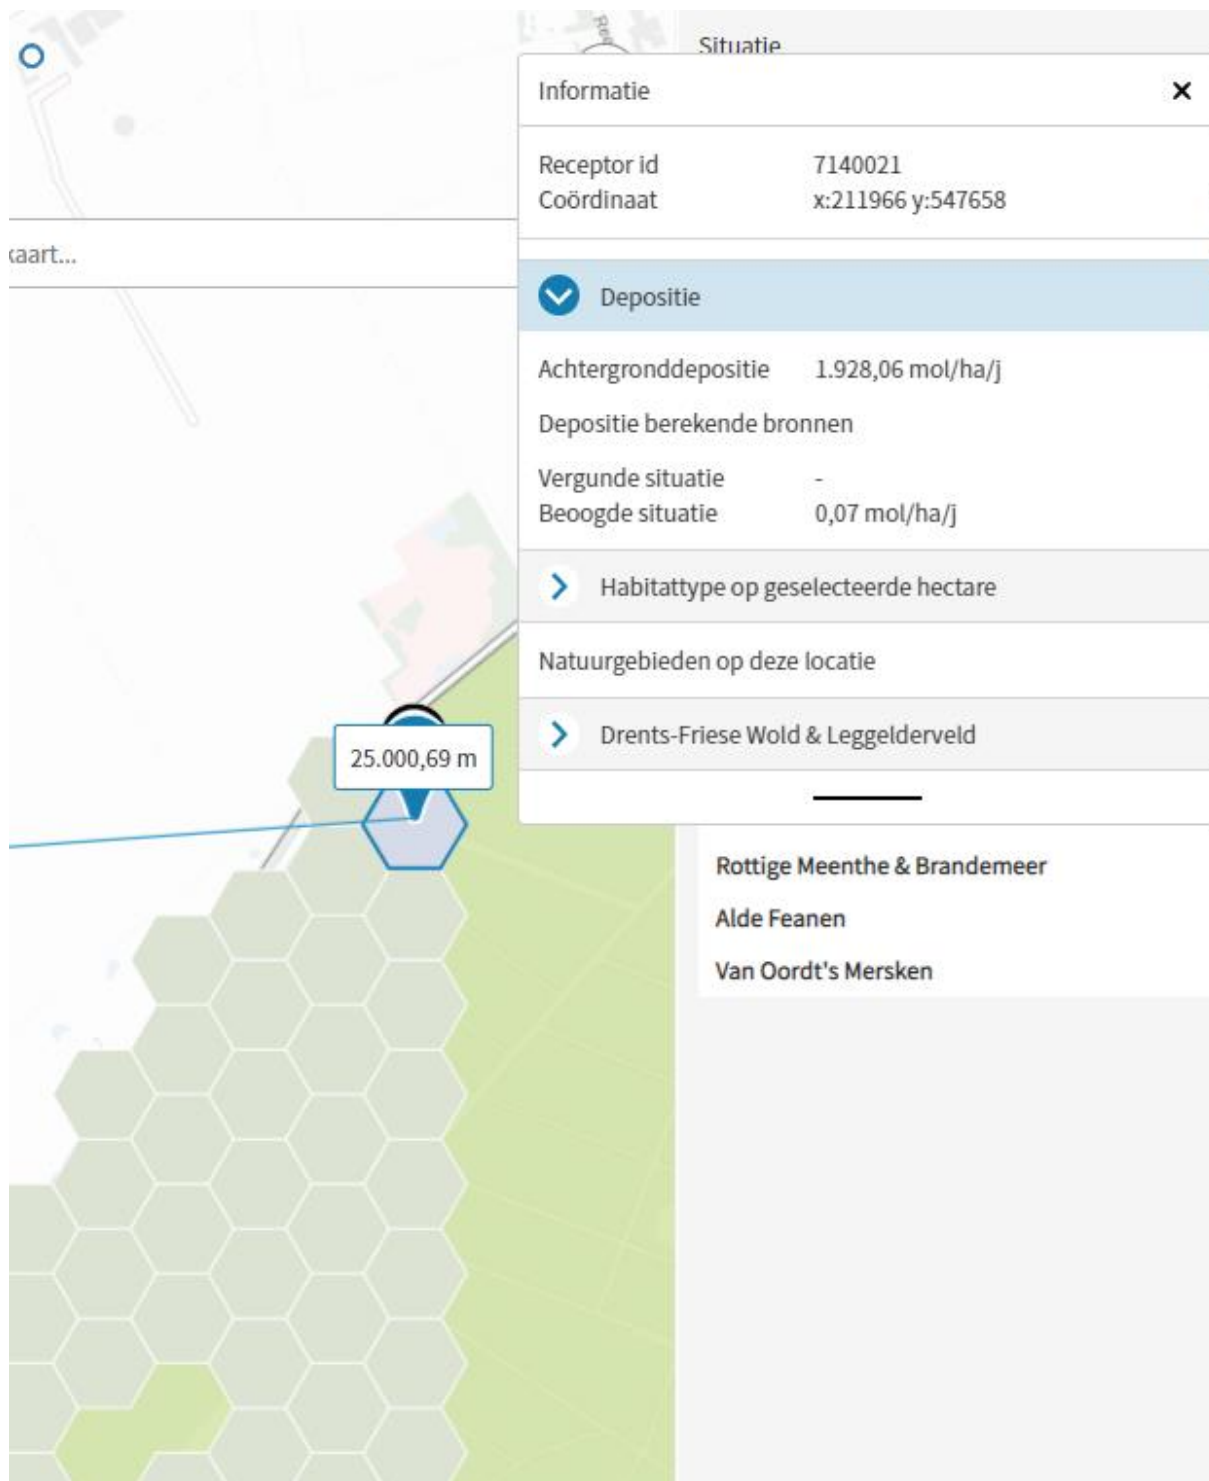 Situatie
Informatie
Receptor id 7140021
Coördinaat x:211966 y:547658
kaart...
Depositie
Achtergronddepositie 1.928,06 mol/ha/j
Depositie berekende bronnen
Vergunde situatie -
Beoogde situatie 0,07 mol/ha/j
Habitattype op geselecteerde hectare
Natuurgebieden op deze locatie
Drents-Friese Wold & Leggelderveld
25.000,69 m
Rottige Meenthe & Brandemeer
Alde Feanen
Van Oordt's Mersken